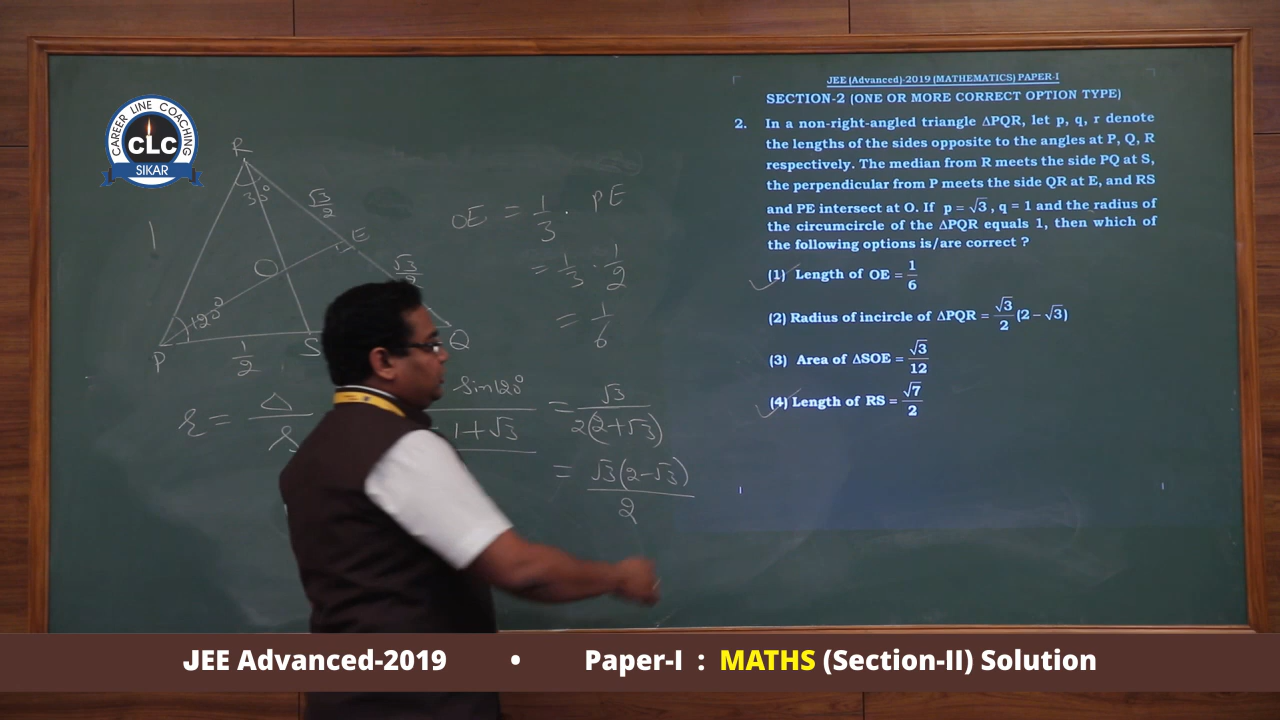 CAREER LINE COACHING
CLC
SIKAR
JEE (Advanced)-2019 (MATHEMATICS) PAPER-I
SECTION-2 (ONE OR MORE CORRECT OPTION TYPE)
2. In a non-right-angled triangle ΔPQR, let p, q, r denote
the lengths of the sides opposite to the angles at P, Q, R
respectively. The median from R meets the side PQ at S,
the perpendicular from P meets the side QR at E, and RS
and PE intersect at O. If p = √3, q = 1 and the radius of
the circumcircle of the ΔPQR equals 1, then which of
the following options is/are correct ?
(1) Length of OE = 1/6
(2) Radius of incircle of ΔPQR = √3/2 (2 – √3)
(3) Area of ΔSOE = √3/12
(4) Length of RS = √7/2
R
30°
√3/2
1
E
O
√3/2
120°
P
1/2
S
Q
OE = 1/3 . PE
= 1/3 . 1/2
= 1/6
r = Δ/s
sin120°
1+√3
= √3/2(2+√3)
= √3(2-√3)/2
JEE Advanced-2019 • Paper-I : MATHS (Section-II) Solution